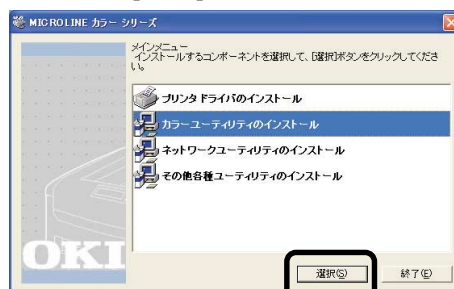 MICROLINE カラー シリーズ
メインメニュー
インストールするコンポーネントを選択して、[選択]ボタンをクリックしてくださ
い。
プリンタドライバのインストール
カラーユーティリティのインストール
ネットワークユーティリティのインストール
その他各種ユーティリティのインストール
OKI
選択(S)
終了(E)